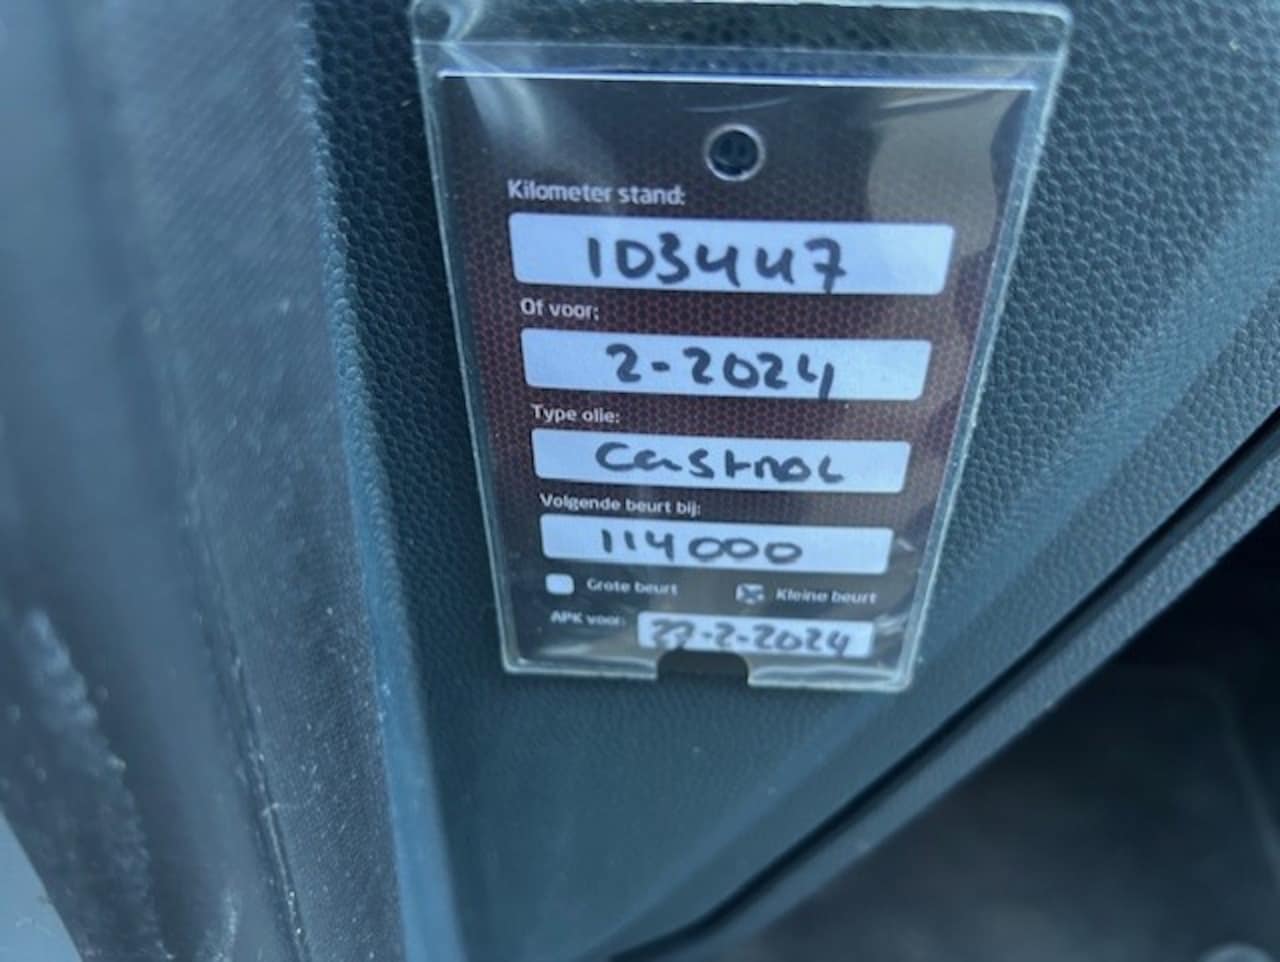 Kilometer stand:
103447
Of voor:
2-2024
Type olie:
Castrol
Volgende beurt bij:
114000
Grote beurt
Kleine beurt
APK voor:
22-2-2024